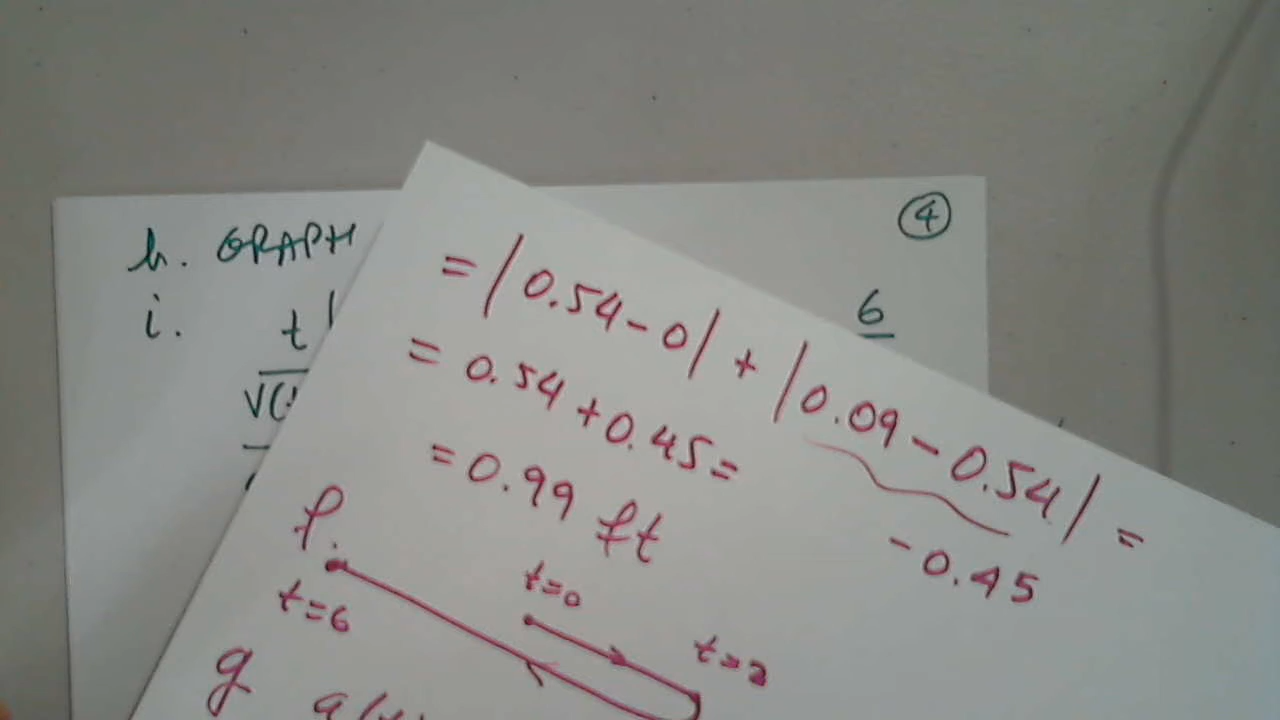 ④
h. GRAPH
i. t
6
√(
= |0.54-0| + |0.09-0.54| =
= 0.54+0.45=
-0.45
= 0.99 ft
f.
t=0
t=6
t=2
g